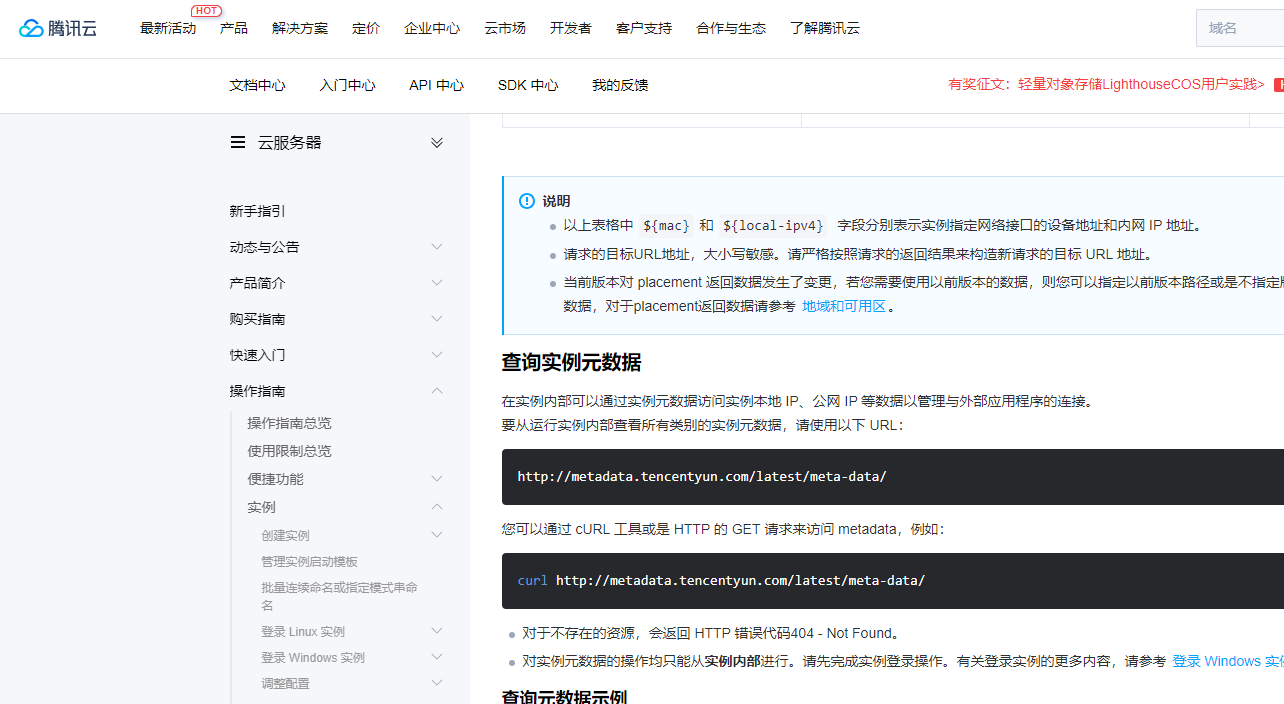 腾讯云
最新活动
HOT
产品
解决方案
定价
企业中心
云市场
开发者
客户支持
合作与生态
了解腾讯云
域名
文档中心
入门中心
API 中心
SDK 中心
我的反馈
有奖征文：轻量对象存储LighthouseCOS用户实践>
云服务器
新手指引
动态与公告
产品简介
购买指南
快速入门
操作指南
操作指南总览
使用限制总览
便捷功能
实例
创建实例
管理实例启动模板
批量连续命名或指定模式串命
名
登录 Linux 实例
登录 Windows 实例
调整配置
说明
以上表格中 ${mac} 和 ${local-ipv4} 字段分别表示实例指定网络接口的设备地址和内网 IP 地址。
请求的目标URL地址，大小写敏感。请严格按照请求的返回结果来构造新请求的目标 URL 地址。
当前版本对 placement 返回数据发生了变更，若您需要使用以前版本的数据，则您可以指定以前版本路径或是不指定
数据，对于placement返回数据请参考 地域和可用区。
查询实例元数据
在实例内部可以通过实例元数据访问实例本地 IP、公网 IP 等数据以管理与外部应用程序的连接。
要从运行实例内部查看所有类别的实例元数据，请使用以下 URL：
http://metadata.tencentyun.com/latest/meta-data/
您可以通过 cURL 工具或是 HTTP 的 GET 请求来访问 metadata，例如：
curl http://metadata.tencentyun.com/latest/meta-data/
对于不存在的资源，会返回 HTTP 错误代码404 - Not Found。
对实例元数据的操作均只能从实例内部进行。请先完成实例登录操作。有关登录实例的更多内容，请参考 登录 Windows 实
查询元数据示例